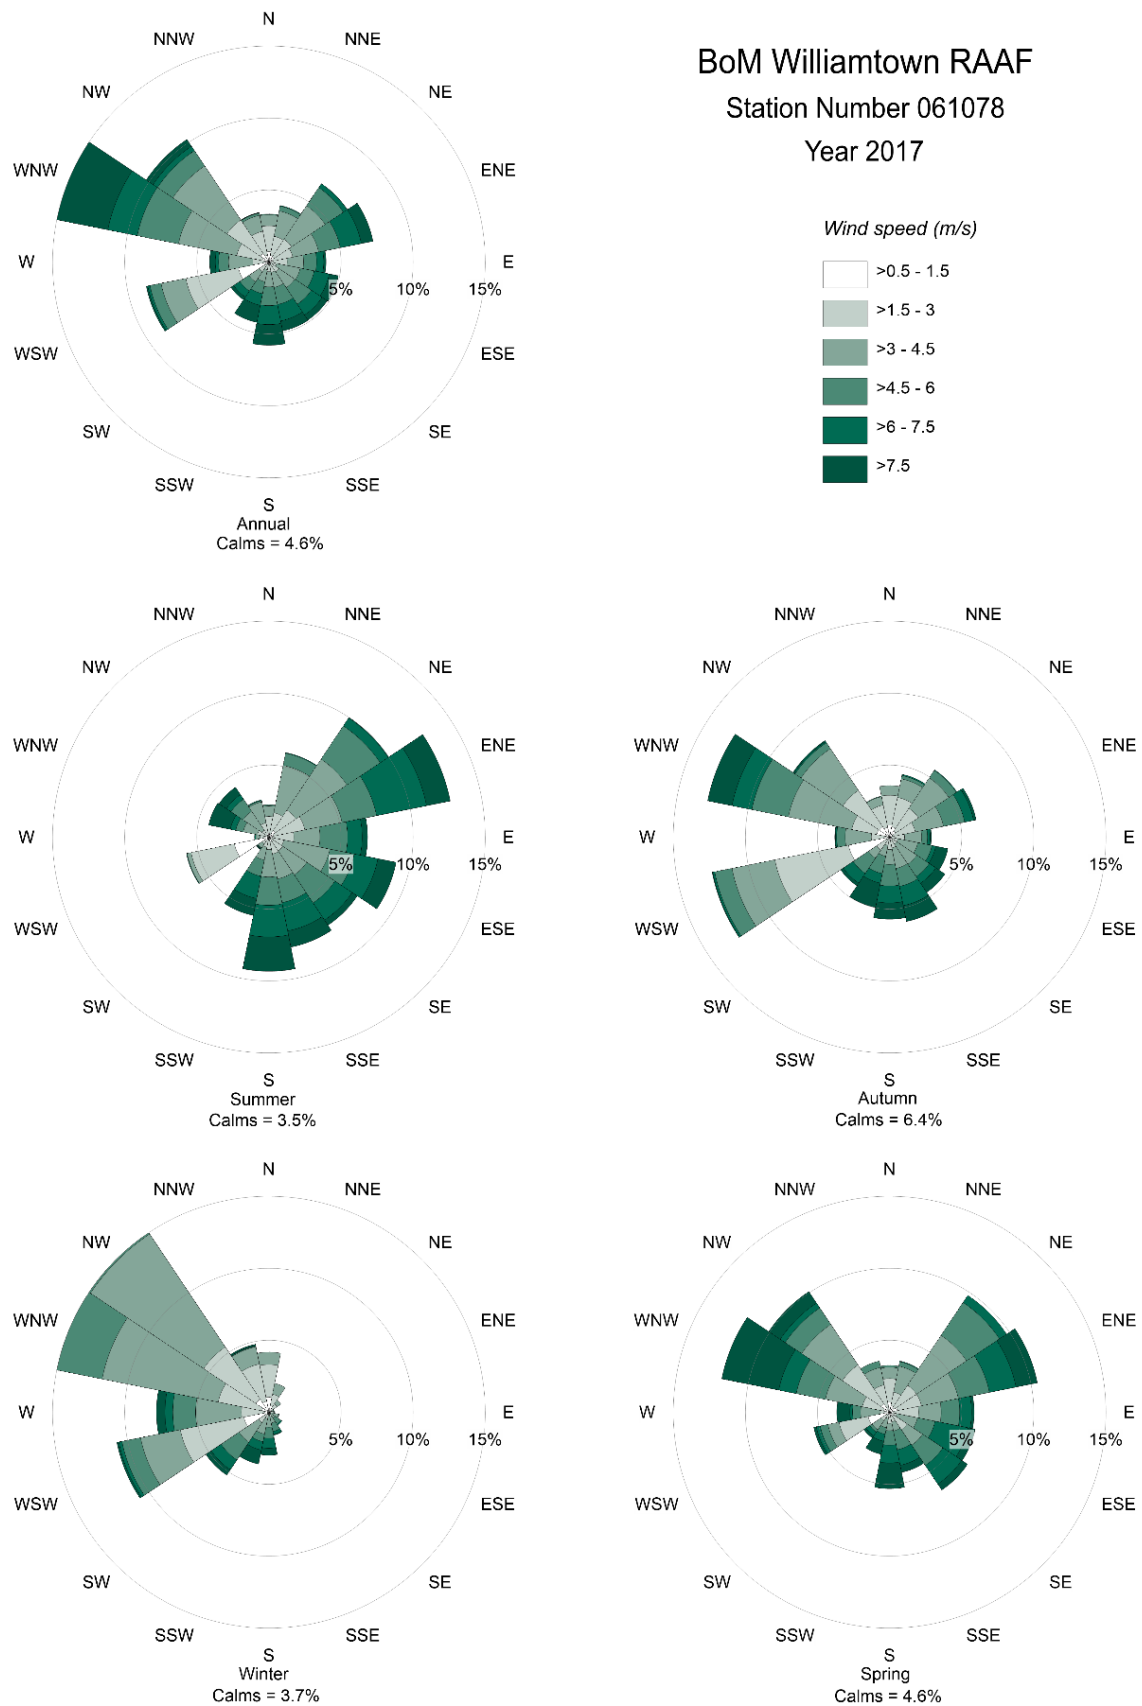 BoM Williamtown RAAF
Station Number 061078
Year 2017
Wind speed (m/s)
>0.5 - 1.5
>1.5 - 3
>3 - 4.5
>4.5 - 6
>6 - 7.5
>7.5
N
NNW NNE
NW NE
WNW ENE
W E
5% 10% 15%
WSW ESE
SW SE
SSW SSE
S
Annual
Calms = 4.6%
N
NNW NNE
NW NE
WNW ENE
W E
5% 10% 15%
WSW ESE
SW SE
SSW SSE
S
Summer
Calms = 3.5%
N
NNW NNE
NW NE
WNW ENE
W E
5% 10% 15%
WSW ESE
SW SE
SSW SSE
S
Autumn
Calms = 6.4%
N
NNW NNE
NW NE
WNW ENE
W E
5% 10% 15%
WSW ESE
SW SE
SSW SSE
S
Winter
Calms = 3.7%
N
NNW NNE
NW NE
WNW ENE
W E
5% 10% 15%
WSW ESE
SW SE
SSW SSE
S
Spring
Calms = 4.6%